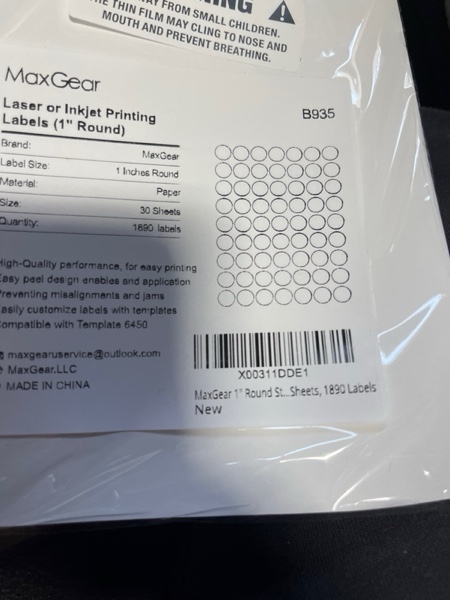 NG
AY FROM SMALL CHILDREN.
THE THIN FILM MAY CLING TO NOSE AND
MOUTH AND PREVENT BREATHING.
MaxGear
Laser or Inkjet Printing
Labels (1" Round)
B935
Brand: MaxGear
Label Size: 1 Inches Round
Material: Paper
Size: 30 Sheets
Quantity: 1890 labels
High-Quality performance, for easy printing
Easy peel design enables and application
Preventing misalignments and jams
Easily customize labels with templates
Compatible with Template 6450
maxgearuservice@outlook.com
MaxGear.LLC
MADE IN CHINA
X00311DDE1
MaxGear 1" Round St...Sheets, 1890 Labels
New